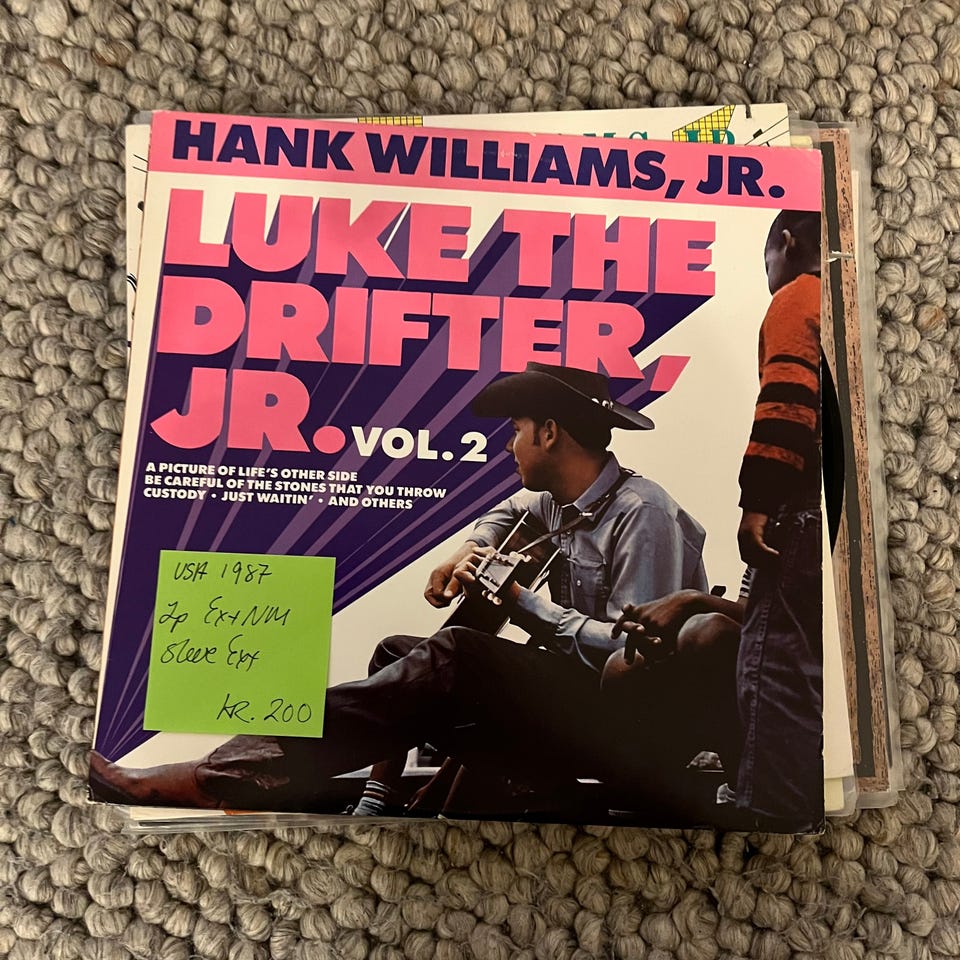 HANK WILLIAMS, JR.
LUKE THE
DRIFTER,
JR. VOL. 2
A PICTURE OF LIFE'S OTHER SIDE
BE CAREFUL OF THE STONES THAT YOU THROW
CUSTODY • JUST WAITIN' • AND OTHERS
USA 1987
Lp Ex+/NM
Sleeve Ex+
KR. 200